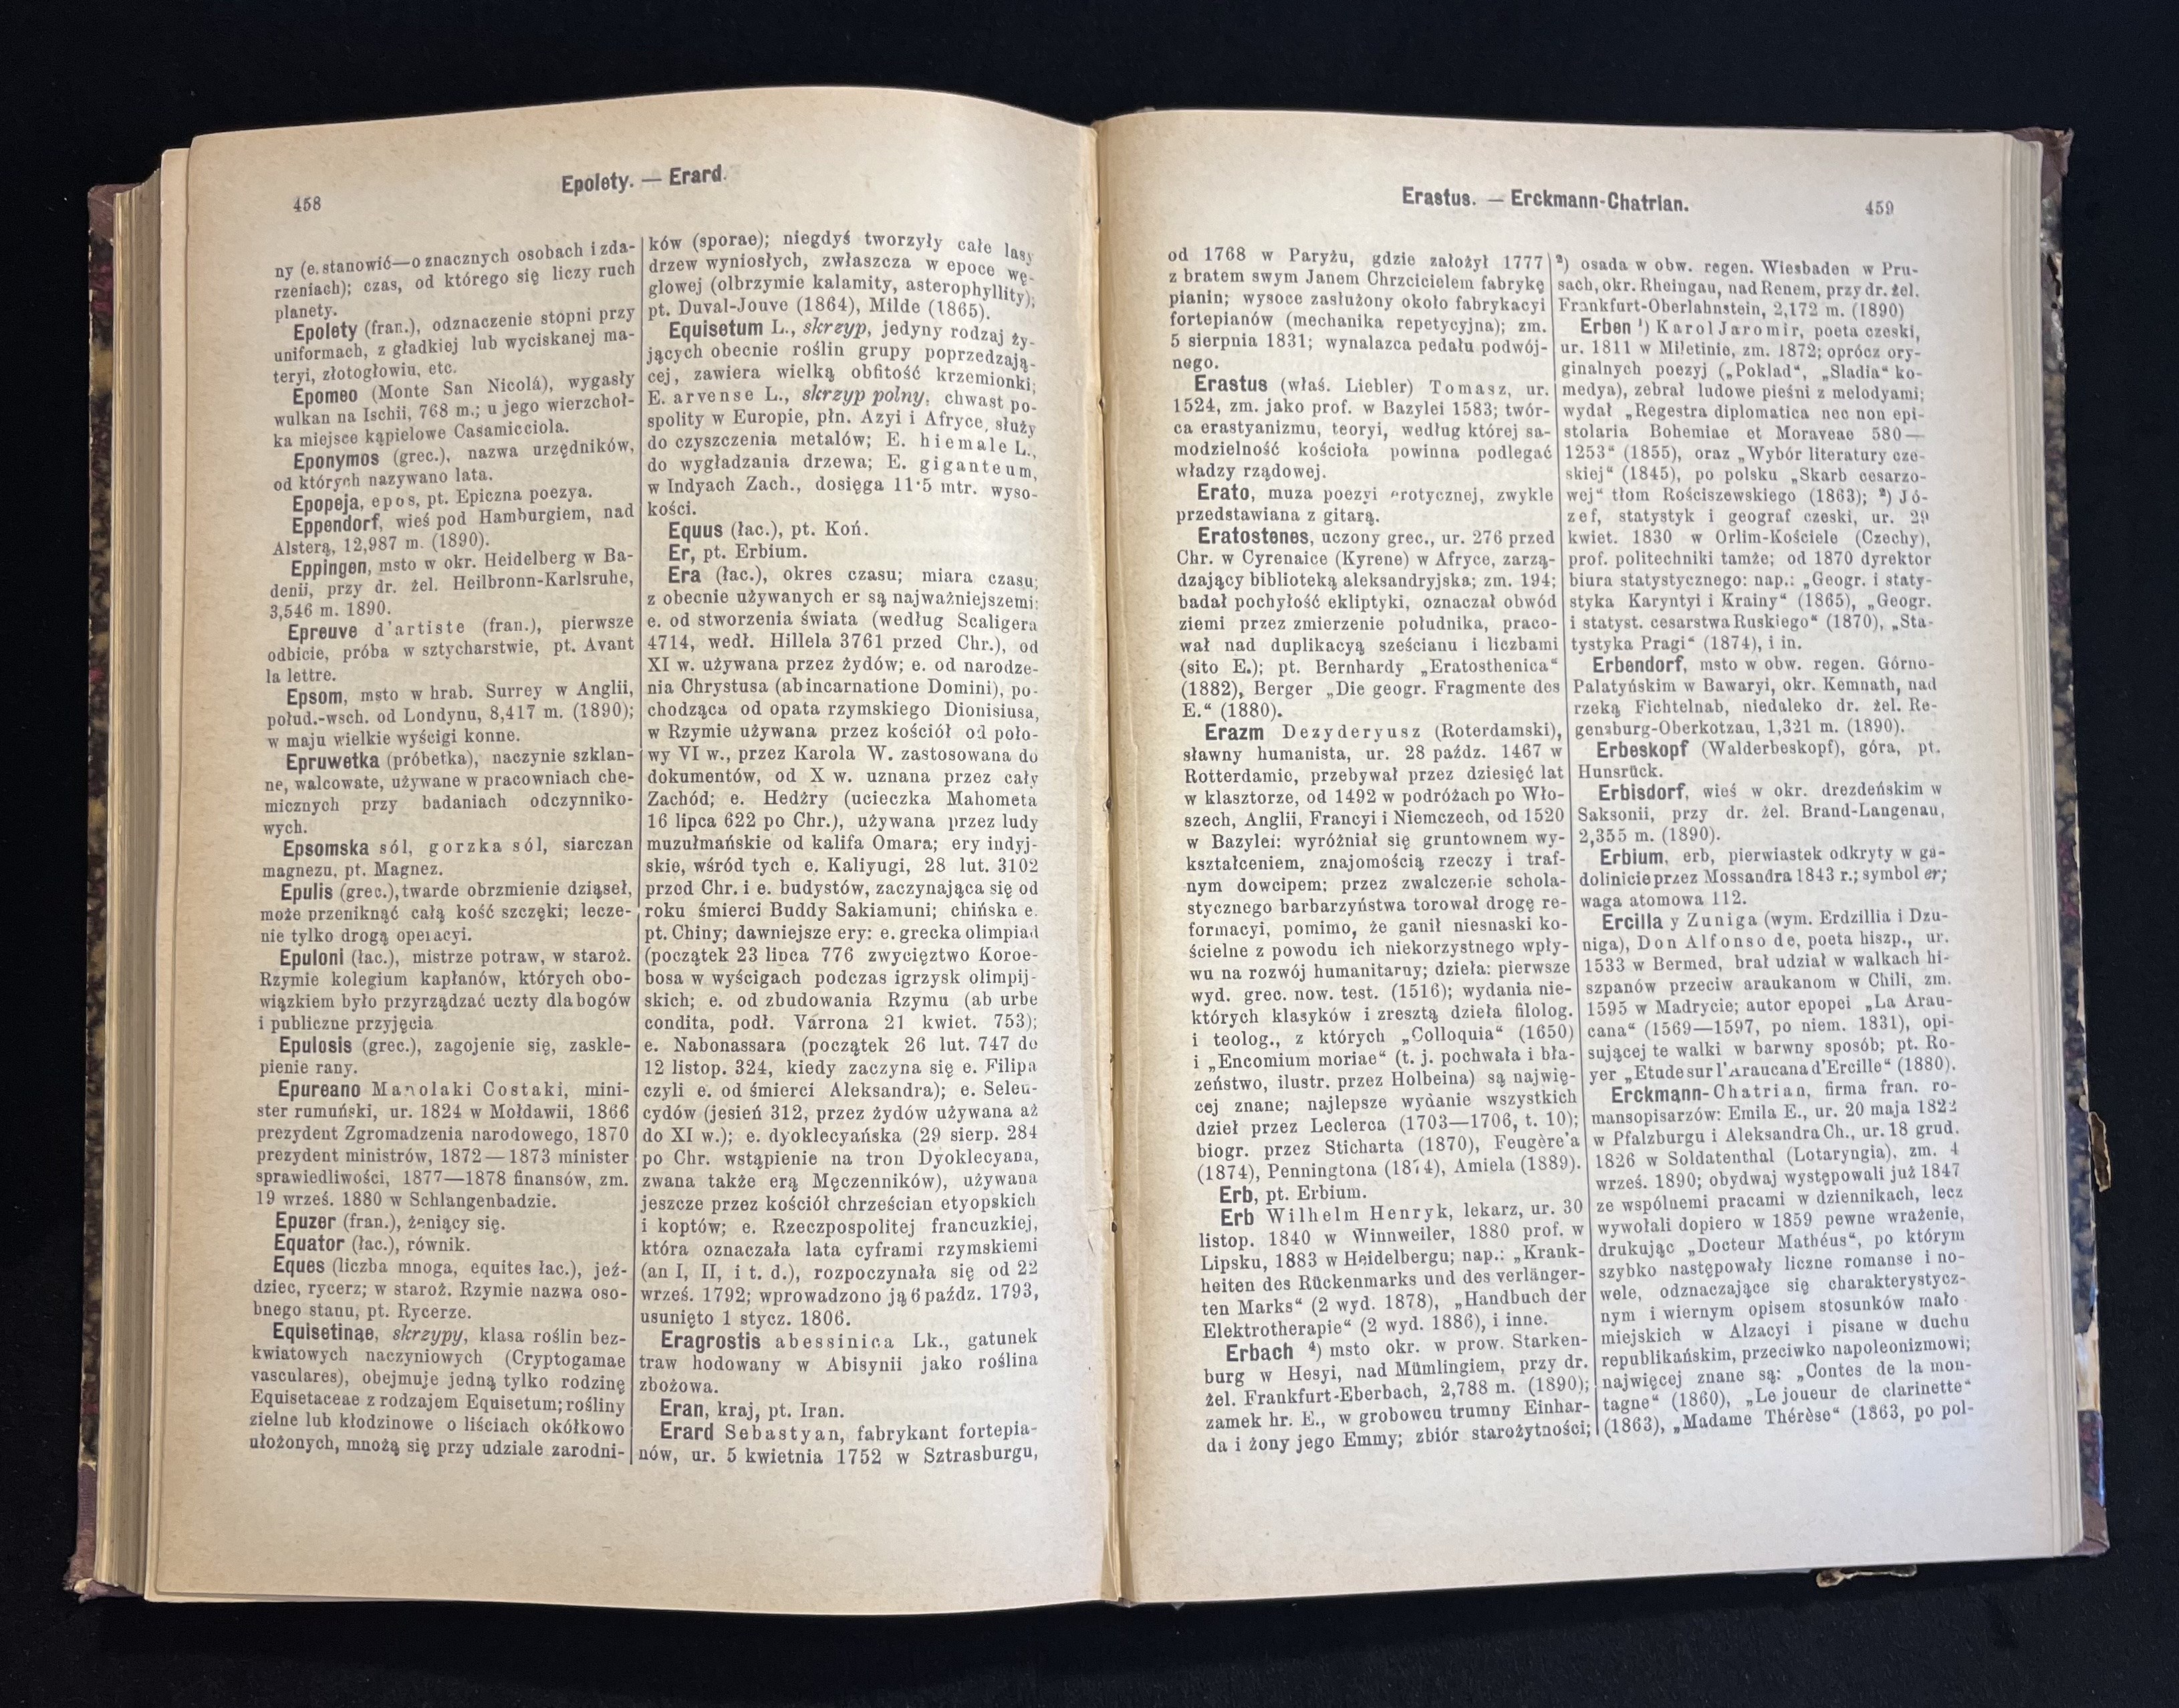 458
Epolety. — Erard.
ny (e. stanowić—o znacznych osobach i zda-
rzeniach); czas, od którego się liczy ruch
planety.
Epolety (fran.), odznaczenie stopni przy
uniformach, z gładkiej lub wyciskanej ma-
teryi, złotogłowiu, etc.
Epomeo (Monte San Nicolá), wygasły
wulkan na Ischii, 768 m.; u jego wierzchoł-
ka miejsce kąpielowe Casamicciola.
Eponymos (grec.), nazwa urzędników,
od których nazywano lata.
Epopeja, epos, pt. Epiczna poezya.
Eppendorf, wieś pod Hamburgiem, nad
Alsterą, 12,987 m. (1890).
Eppingen, msto w okr. Heidelberg w Ba-
denii, przy dr. żel. Heilbronn-Karlsruhe,
3,546 m. 1890.
Epreuve d'artiste (fran.), pierwsze
odbicie, próba w sztycharstwie, pt. Avant
la lettre.
Epsom, msto w hrab. Surrey w Anglii,
połud.-wsch. od Londynu, 8,417 m. (1890);
w maju wielkie wyścigi konne.
Epruwetka (próbetka), naczynie szklan-
ne, walcowate, używane w pracowniach che-
micznych przy badaniach odczynniko-
wych.
Epsomska sól, gorzka sól, siarczan
magnezu, pt. Magnez.
Epulis (grec.), twarde obrzmienie dziąseł,
może przeniknąć całą kość szczęki; lecze-
nie tylko drogą operacyi.
Epuloni (łac.), mistrze potraw, w staroż.
Rzymie kolegium kapłanów, których obo-
wiązkiem było przyrządzać uczty dla bogów
i publiczne przyjęcia
Epulosis (grec.), zagojenie się, zaskle-
pienie rany.
Epureano Manolaki Costaki, mini-
ster rumuński, ur. 1824 w Mołdawii, 1866
prezydent Zgromadzenia narodowego, 1870
prezydent ministrów, 1872—1873 minister
sprawiedliwości, 1877—1878 finansów, zm.
19 wrześ. 1880 w Schlangenbadzie.
Epuzer (fran.), żeniący się.
Equator (łac.), równik.
Eques (liczba mnoga, equites łac.), jeź-
dziec, rycerz; w staroż. Rzymie nazwa oso-
bnego stanu, pt. Rycerze.
Equisetinae, skrzypy, klasa roślin bez-
kwiatowych naczyniowych (Cryptogamae
vasculares), obejmuje jedną tylko rodzinę
Equisetaceae z rodzajem Equisetum; rośliny
zielne lub kłodzinowe o liściach okółkowo
ułożonych, mnożą się przy udziale zarodni-
ków (sporae); niegdyś tworzyły całe lasy
drzew wyniosłych, zwłaszcza w epoce wę-
glowej (olbrzymie kalamity, asterophyllity);
pt. Duval-Jouve (1864), Milde (1865).
Equisetum L., skrzyp, jedyny rodzaj ży-
jących obecnie roślin grupy poprzedzają-
cej, zawiera wielką obfitość krzemionki;
E. arvense L., skrzyp polny, chwast po-
spolity w Europie, płn. Azyi i Afryce, służy
do czyszczenia metalów; E. hiemale L.,
do wygładzania drzewa; E. giganteum,
w Indyach Zach., dosięga 11·5 mtr. wyso-
kości.
Equus (łac.), pt. Koń.
Er, pt. Erbium.
Era (łac.), okres czasu; miara czasu;
z obecnie używanych er są najważniejszemi:
e. od stworzenia świata (według Scaligera
4714, wedł. Hillela 3761 przed Chr.), od
XI w. używana przez żydów; e. od narodze-
nia Chrystusa (ab incarnatione Domini), po-
chodząca od opata rzymskiego Dionisiusa,
w Rzymie używana przez kościół od poło-
wy VI w., przez Karola W. zastosowana do
dokumentów, od X w. uznana przez cały
Zachód; e. Hedżry (ucieczka Mahometa
16 lipca 622 po Chr.), używana przez ludy
muzułmańskie od kalifa Omara; ery indyj-
skie, wśród tych e. Kaliyugi, 28 lut. 3102
przed Chr. i e. budystów, zaczynająca się od
roku śmierci Buddy Sakiamuni; chińska e.
pt. Chiny; dawniejsze ery: e. grecka olimpiad
(początek 23 lipca 776 zwycięztwo Koroe-
bosa w wyścigach podczas igrzysk olimpij-
skich; e. od zbudowania Rzymu (ab urbe
condita, podł. Varrona 21 kwiet. 753);
e. Nabonassara (początek 26 lut. 747 do
12 listop. 324, kiedy zaczyna się e. Filipa
czyli e. od śmierci Aleksandra); e. Seleu-
cydów (jesień 312, przez żydów używana aż
do XI w.); e. dyoklecyańska (29 sierp. 284
po Chr. wstąpienie na tron Dyoklecyana,
zwana także erą Męczenników), używana
jeszcze przez kościół chrześcian etyopskich
i koptów; e. Rzeczpospolitej francuzkiej,
która oznaczała lata cyframi rzymskiemi
(an I, II, i t. d.), rozpoczynała się od 22
wrześ. 1792; wprowadzono ją 6 paźdz. 1793,
usunięto 1 stycz. 1806.
Eragrostis abessinica Lk., gatunek
traw hodowany w Abisynii jako roślina
zbożowa.
Eran, kraj, pt. Iran.
Erard Sebastyan, fabrykant fortepia-
nów, ur. 5 kwietnia 1752 w Sztrasburgu,
Erastus. — Erckmann-Chatrian.
459
od 1768 w Paryżu, gdzie założył 1777
z bratem swym Janem Chrzcicielem fabrykę
pianin; wysoce zasłużony około fabrykacyi
fortepianów (mechanika repetycyjna); zm.
5 sierpnia 1831; wynalazca pedału podwój-
nego.
Erastus (właś. Liebler) Tomasz, ur.
1524, zm. jako prof. w Bazylei 1583; twór-
ca erastyanizmu, teoryi, według której sa-
modzielność kościoła powinna podlegać
władzy rządowej.
Erato, muza poezyi erotycznej, zwykle
przedstawiana z gitarą.
Eratostenes, uczony grec., ur. 276 przed
Chr. w Cyrenaice (Kyrene) w Afryce, zarzą-
dzający biblioteką aleksandryjska; zm. 194;
badał pochyłość ekliptyki, oznaczał obwód
ziemi przez zmierzenie południka, praco-
wał nad duplikacyą sześcianu i liczbami
(sito E.); pt. Bernhardy „Eratosthenica“
(1882), Berger „Die geogr. Fragmente des
E.“ (1880).
Erazm Dezyderyusz (Roterdamski),
sławny humanista, ur. 28 paźdz. 1467 w
Rotterdamie, przebywał przez dziesięć lat
w klasztorze, od 1492 w podróżach po Wło-
szech, Anglii, Francyi i Niemczech, od 1520
w Bazylei: wyróżniał się gruntownem wy-
kształceniem, znajomością rzeczy i traf-
nym dowcipem; przez zwalczenie schola-
stycznego barbarzyństwa torował drogę re-
formacyi, pomimo, że ganił niesnaski ko-
ścielne z powodu ich niekorzystnego wpły-
wu na rozwój humanitarny; dzieła: pierwsze
wyd. grec. now. test. (1516); wydania nie-
których klasyków i zresztą dzieła filolog.
i teolog., z których „Colloquia“ (1650)
i „Encomium moriae“ (t. j. pochwała i bła-
zeństwo, ilustr. przez Holbeina) są najwię-
cej znane; najlepsze wydanie wszystkich
dzieł przez Leclerca (1703—1706, t. 10);
biogr. przez Sticharta (1870), Feugère'a
(1874), Penningtona (1874), Amiela (1889).
Erb, pt. Erbium.
Erb Wilhelm Henryk, lekarz, ur. 30
listop. 1840 w Winnweiler, 1880 prof. w
Lipsku, 1883 w Heidelbergu; nap.: „Krank-
heiten des Rückenmarks und des verlänger-
ten Marks“ (2 wyd. 1878), „Handbuch der
Elektrotherapie“ (2 wyd. 1886), i inne.
Erbach ⁴) msto okr. w prow. Starken-
burg w Hesyi, nad Mümlingiem, przy dr.
żel. Frankfurt-Eberbach, 2,788 m. (1890);
zamek hr. E., w grobowcu trumny Einhar-
da i żony jego Emmy; zbiór starożytności;
²) osada w obw. regen. Wiesbaden w Pru-
sach, okr. Rheingau, nad Renem, przy dr. żel.
Frankfurt-Oberlahnstein, 2,172 m. (1890)
Erben ¹) Karol Jaromir, poeta czeski,
ur. 1811 w Miletinie, zm. 1872; oprócz ory-
ginalnych poezyj („Poklad“, „Sladia“ ko-
medya), zebrał ludowe pieśni z melodyami;
wydał „Regestra diplomatica nec non epi-
stolaria Bohemiae et Moraveae 580—
1253“ (1855), oraz „Wybór literatury cze-
skiej“ (1845), po polsku „Skarb cesarzo-
wej“ tłom Rościszewskiego (1863); ²) Jó-
zef, statystyk i geograf czeski, ur. 29
kwiet. 1830 w Orlim-Kościele (Czechy),
prof. politechniki tamże; od 1870 dyrektor
biura statystycznego: nap.: „Geogr. i staty-
styka Karyntyi i Krainy“ (1865), „Geogr.
i statyst. cesarstwa Ruskiego“ (1870), „Sta-
tystyka Pragi“ (1874), i in.
Erbendorf, msto w obw. regen. Górno-
Palatyńskim w Bawaryi, okr. Kemnath, nad
rzeką Fichtelnab, niedaleko dr. żel. Re-
gensburg-Oberkotzau, 1,321 m. (1890).
Erbeskopf (Walderbeskopf), góra, pt.
Hunsrück.
Erbisdorf, wieś w okr. drezdeńskim w
Saksonii, przy dr. żel. Brand-Langenau,
2,355 m. (1890).
Erbium, erb, pierwiastek odkryty w ga-
dolinicie przez Mossandra 1843 r.; symbol er;
waga atomowa 112.
Ercilla y Zuniga (wym. Erdzillia i Dzu-
niga), Don Alfonso de, poeta hiszp., ur.
1533 w Bermed, brał udział w walkach hi-
szpanów przeciw araukanom w Chili, zm.
1595 w Madrycie; autor epopei „La Arau-
cana“ (1569—1597, po niem. 1831), opi-
sującej te walki w barwny sposób; pt. Ro-
yer „Etude sur l'Araucana d'Ercille“ (1880).
Erckmann-Chatrian, firma fran. ro-
mansopisarzów: Emila E., ur. 20 maja 1822
w Pfalzburgu i Aleksandra Ch., ur. 18 grud.
1826 w Soldatenthal (Lotaryngia), zm. 4
wrześ. 1890; obydwaj występowali już 1847
ze wspólnemi pracami w dziennikach, lecz
wywołali dopiero w 1859 pewne wrażenie,
drukując „Docteur Mathéus“, po którym
szybko następowały liczne romanse i no-
wele, odznaczające się charakterystycz-
nym i wiernym opisem stosunków mało
miejskich w Alzacyi i pisane w duchu
republikańskim, przeciwko napoleonizmowi;
najwięcej znane są: „Contes de la mon-
tagne“ (1860), „Le joueur de clarinette“
(1863), „Madame Thérèse“ (1863, po pol-